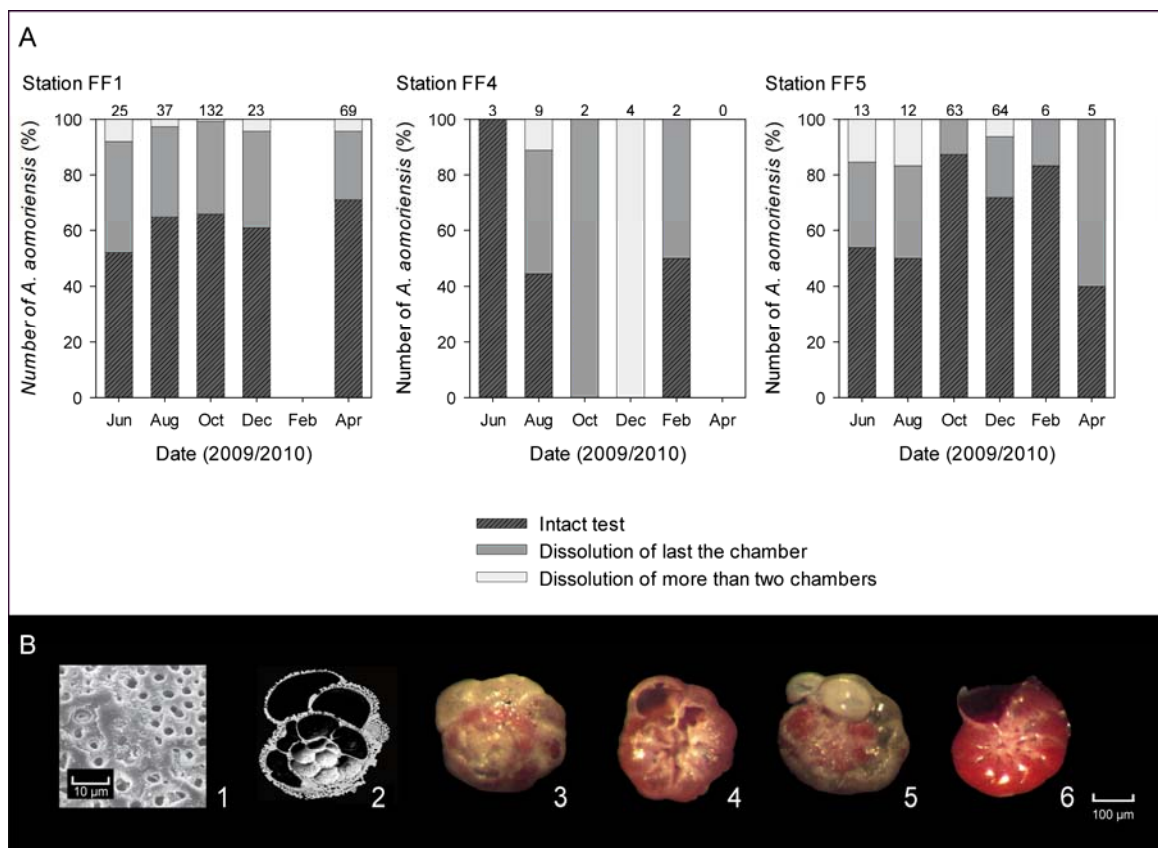 A
Station FF1
25 37 132 23 69
100
80
60
40
20
0
Number of A. aomoriensis (%)
Jun Aug Oct Dec Feb Apr
Date (2009/2010)
Station FF4
3 9 2 4 2 0
100
80
60
40
20
0
Number of A. aomoriensis (%)
Jun Aug Oct Dec Feb Apr
Date (2009/2010)
Station FF5
13 12 63 64 6 5
100
80
60
40
20
0
Number of A. aomoriensis (%)
Jun Aug Oct Dec Feb Apr
Date (2009/2010)
Intact test
Dissolution of last the chamber
Dissolution of more than two chambers
B
10 µm
1 2 3 4 5 6
100 µm